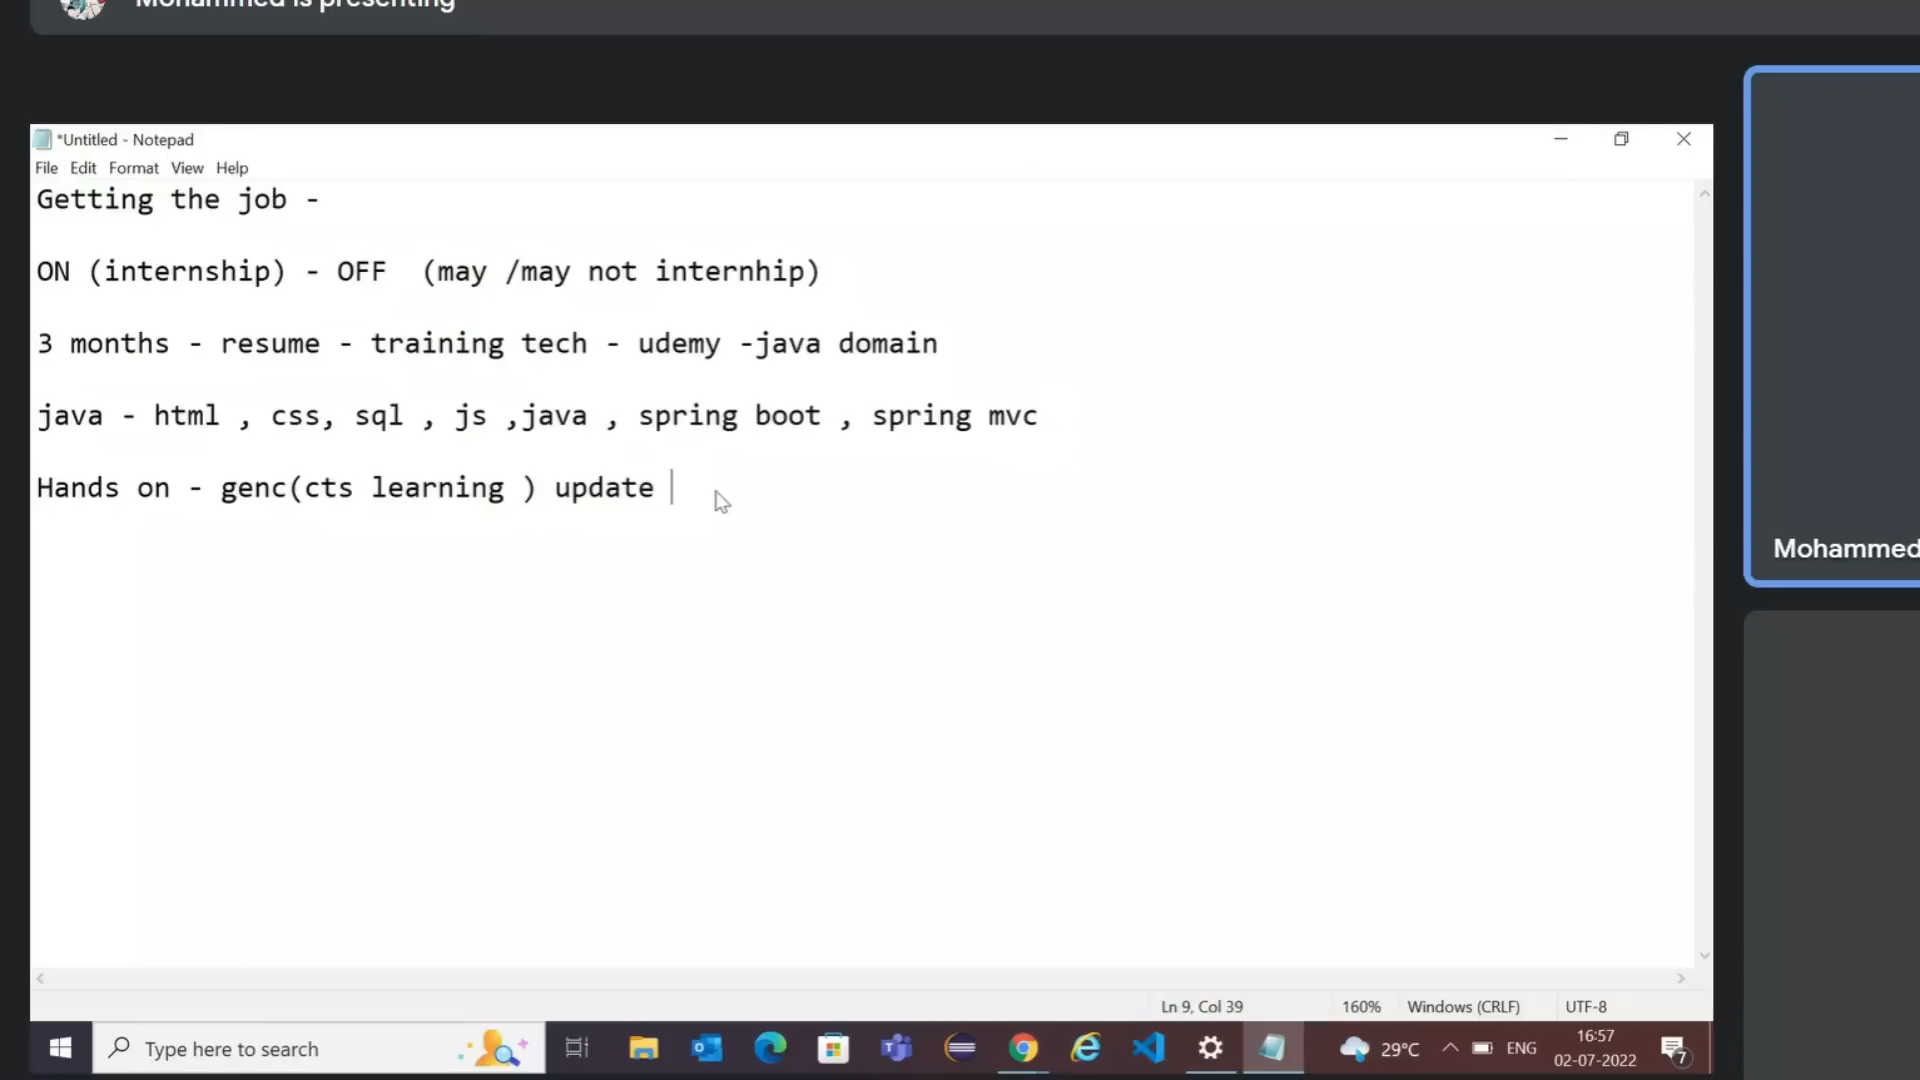 Mohammed is presenting
*Untitled - Notepad
File Edit Format View Help
Getting the job -
ON (internship) - OFF  (may /may not internhip)
3 months - resume - training tech - udemy -java domain
java - html , css, sql , js ,java , spring boot , spring mvc
Hands on - genc(cts learning ) update
Mohammed
Ln 9, Col 39
160%
Windows (CRLF)
UTF-8
Type here to search
29°C
ENG
16:57
02-07-2022
7